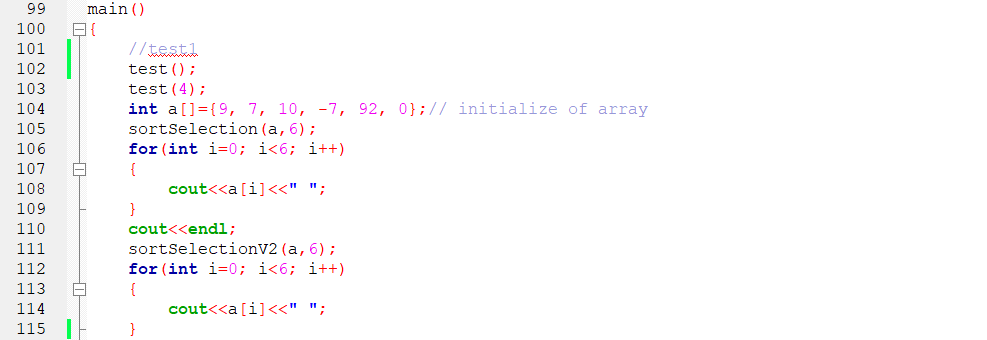 99 main()
100 {
101 //test1
102 test();
103 test(4);
104 int a[]={9, 7, 10, -7, 92, 0};// initialize of array
105 sortSelection(a,6);
106 for(int i=0; i<6; i++)
107 {
108 cout<<a[i]<<" ";
109 }
110 cout<<endl;
111 sortSelectionV2(a,6);
112 for(int i=0; i<6; i++)
113 {
114 cout<<a[i]<<" ";
115 }